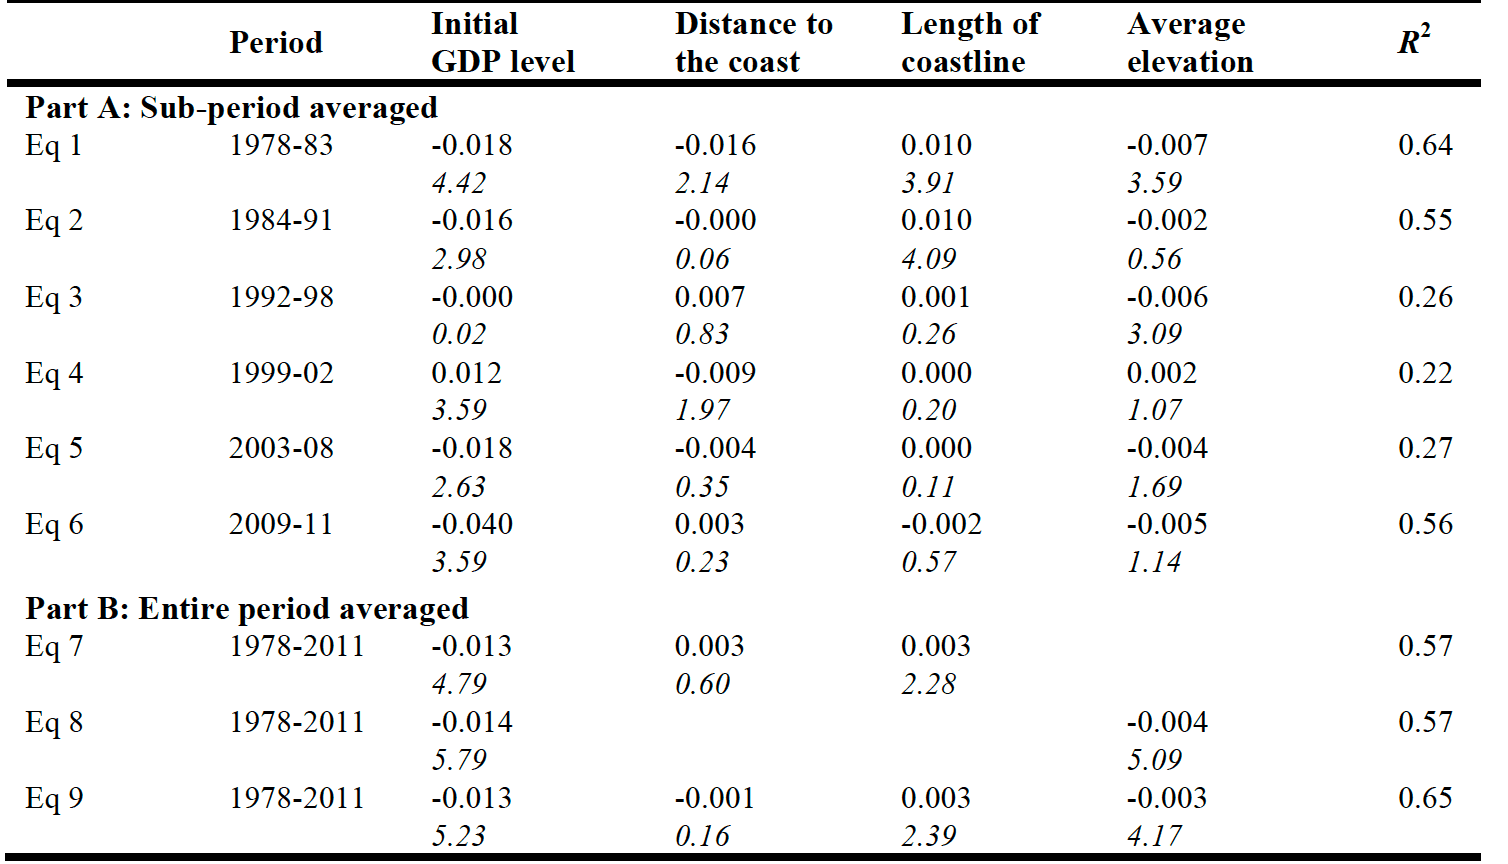 Period Initial GDP level Distance to the coast Length of coastline Average elevation R²
Part A: Sub-period averaged
Eq 1 1978-83 -0.018 -0.016 0.010 -0.007 0.64
4.42 2.14 3.91 3.59
Eq 2 1984-91 -0.016 -0.000 0.010 -0.002 0.55
2.98 0.06 4.09 0.56
Eq 3 1992-98 -0.000 0.007 0.001 -0.006 0.26
0.02 0.83 0.26 3.09
Eq 4 1999-02 0.012 -0.009 0.000 0.002 0.22
3.59 1.97 0.20 1.07
Eq 5 2003-08 -0.018 -0.004 0.000 -0.004 0.27
2.63 0.35 0.11 1.69
Eq 6 2009-11 -0.040 0.003 -0.002 -0.005 0.56
3.59 0.23 0.57 1.14
Part B: Entire period averaged
Eq 7 1978-2011 -0.013 0.003 0.003 0.57
4.79 0.60 2.28
Eq 8 1978-2011 -0.014 -0.004 0.57
5.79 5.09
Eq 9 1978-2011 -0.013 -0.001 0.003 -0.003 0.65
5.23 0.16 2.39 4.17